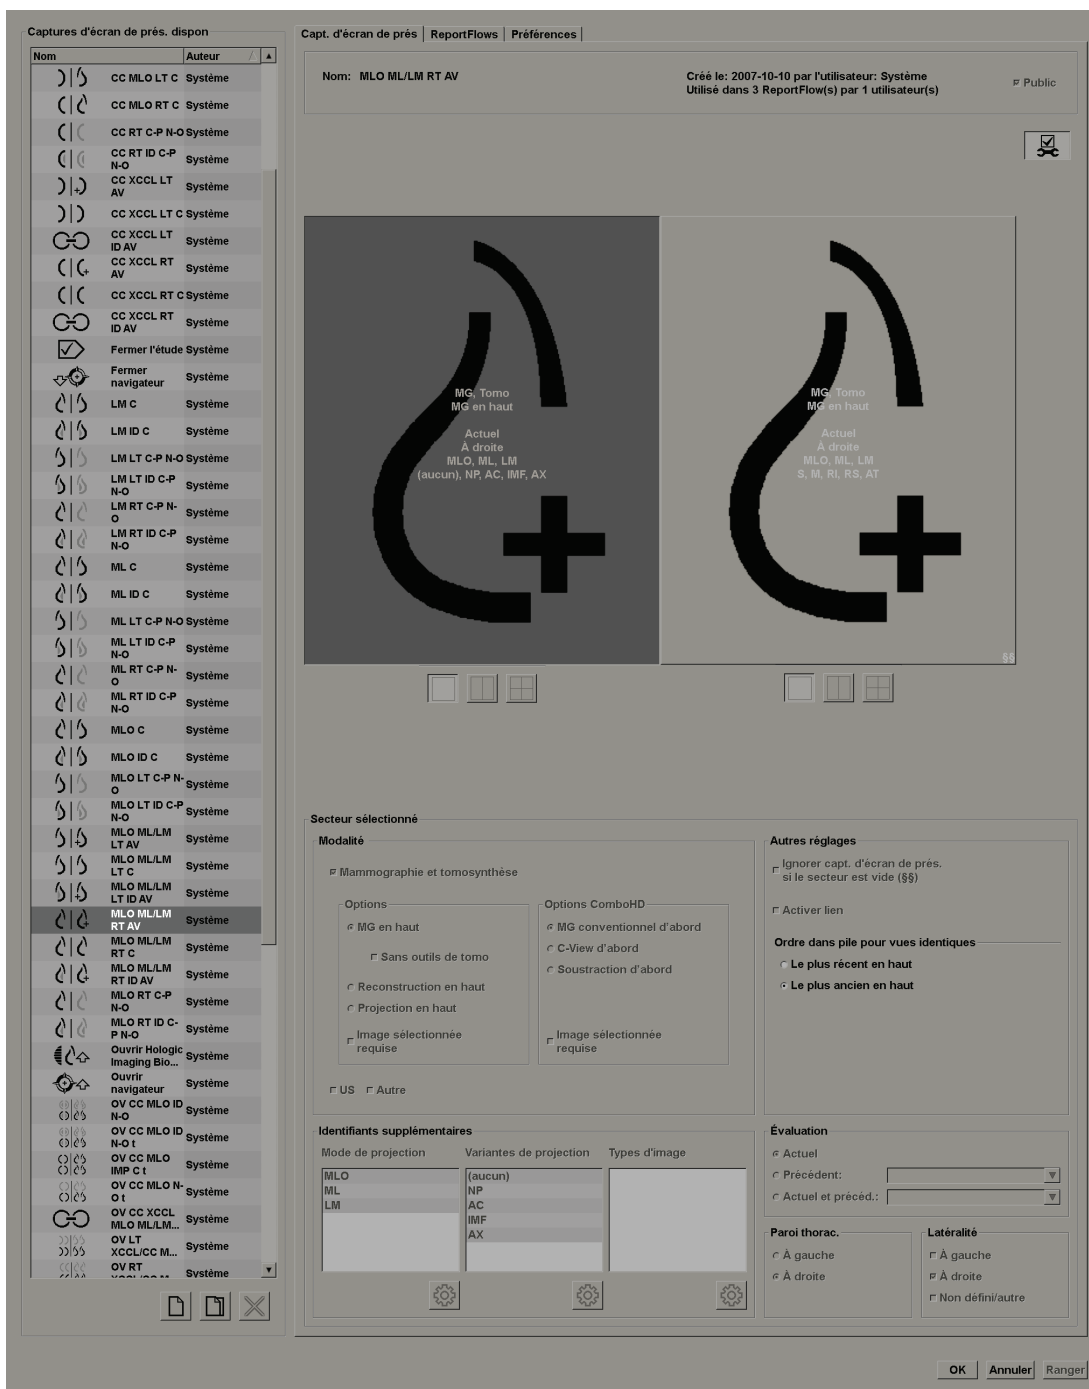 Captures d'écran de prés. dispon
Nom Auteur
CC MLO LT C Système
CC MLO RT C Système
CC RT C-P N-O Système
CC RT ID C-P
N-O Système
CC XCCL LT
AV Système
CC XCCL LT C Système
CC XCCL LT
ID AV Système
CC XCCL RT
AV Système
CC XCCL RT C Système
CC XCCL RT
ID AV Système
Fermer l'étude Système
Fermer
navigateur Système
LM C Système
LM ID C Système
LM LT C-P N-O Système
LM LT ID C-P
N-O Système
LM RT C-P N-
O Système
LM RT ID C-P
N-O Système
ML C Système
ML ID C Système
ML LT C-P N-O Système
ML LT ID C-P
N-O Système
ML RT C-P N-
O Système
ML RT ID C-P
N-O Système
MLO C Système
MLO ID C Système
MLO LT C-P N-
O Système
MLO LT ID C-P
N-O Système
MLO ML/LM
LT AV Système
MLO ML/LM
LT C Système
MLO ML/LM
LT ID AV Système
MLO ML/LM
RT AV Système
MLO ML/LM
RT C Système
MLO ML/LM
RT ID AV Système
MLO RT C-P
N-O Système
MLO RT ID C-
P N-O Système
Ouvrir Hologic
Imaging Bio... Système
Ouvrir
navigateur Système
OV CC MLO ID
N-O Système
OV CC MLO ID
N-O t Système
OV CC MLO
IMP C t Système
OV CC MLO N-
O t Système
OV CC XCCL
MLO ML/LM... Système
OV LT
XCCL/CC M... Système
OV RT
Système
Capt. d'écran de prés ReportFlows Préférences
Nom: MLO ML/LM RT AV
Créé le: 2007-10-10 par l'utilisateur: Système
Utilisé dans 3 ReportFlow(s) par 1 utilisateur(s)
Public
MG, Tomo
MG en haut
Actuel
À droite
MLO, ML, LM
(aucun), NP, AC, IMF, AX
MG, Tomo
MG en haut
Actuel
À droite
MLO, ML, LM
S, M, RI, RS, AT
§§
Secteur sélectionné
Modalité
Mammographie et tomosynthèse
Options
MG en haut
Sans outils de tomo
Reconstruction en haut
Projection en haut
Image sélectionnée
requise
Options ComboHD
MG conventionnel d'abord
C-View d'abord
Soustraction d'abord
Image sélectionnée
requise
US Autre
Autres réglages
Ignorer capt. d'écran de prés.
si le secteur est vide (§§)
Activer lien
Ordre dans pile pour vues identiques
Le plus récent en haut
Le plus ancien en haut
Identifiants supplémentaires
Mode de projection
MLO
ML
LM
Variantes de projection
(aucun)
NP
AC
IMF
AX
Types d'image
Évaluation
Actuel
Précédent:
Actuel et précéd.:
Paroi thorac.
À gauche
À droite
Latéralité
À gauche
À droite
Non défini/autre
OK Annuler Ranger